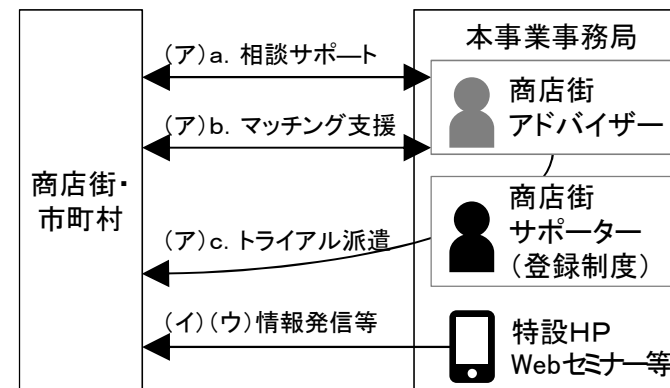 本事業事務局
(ア)a. 相談サポート
商店街
アドバイザー
(ア)b. マッチング支援
商店街・
市町村
商店街
サポーター
(登録制度)
(ア)c. トライアル派遣
(イ)(ウ)情報発信等
特設HP
Webセミナー等